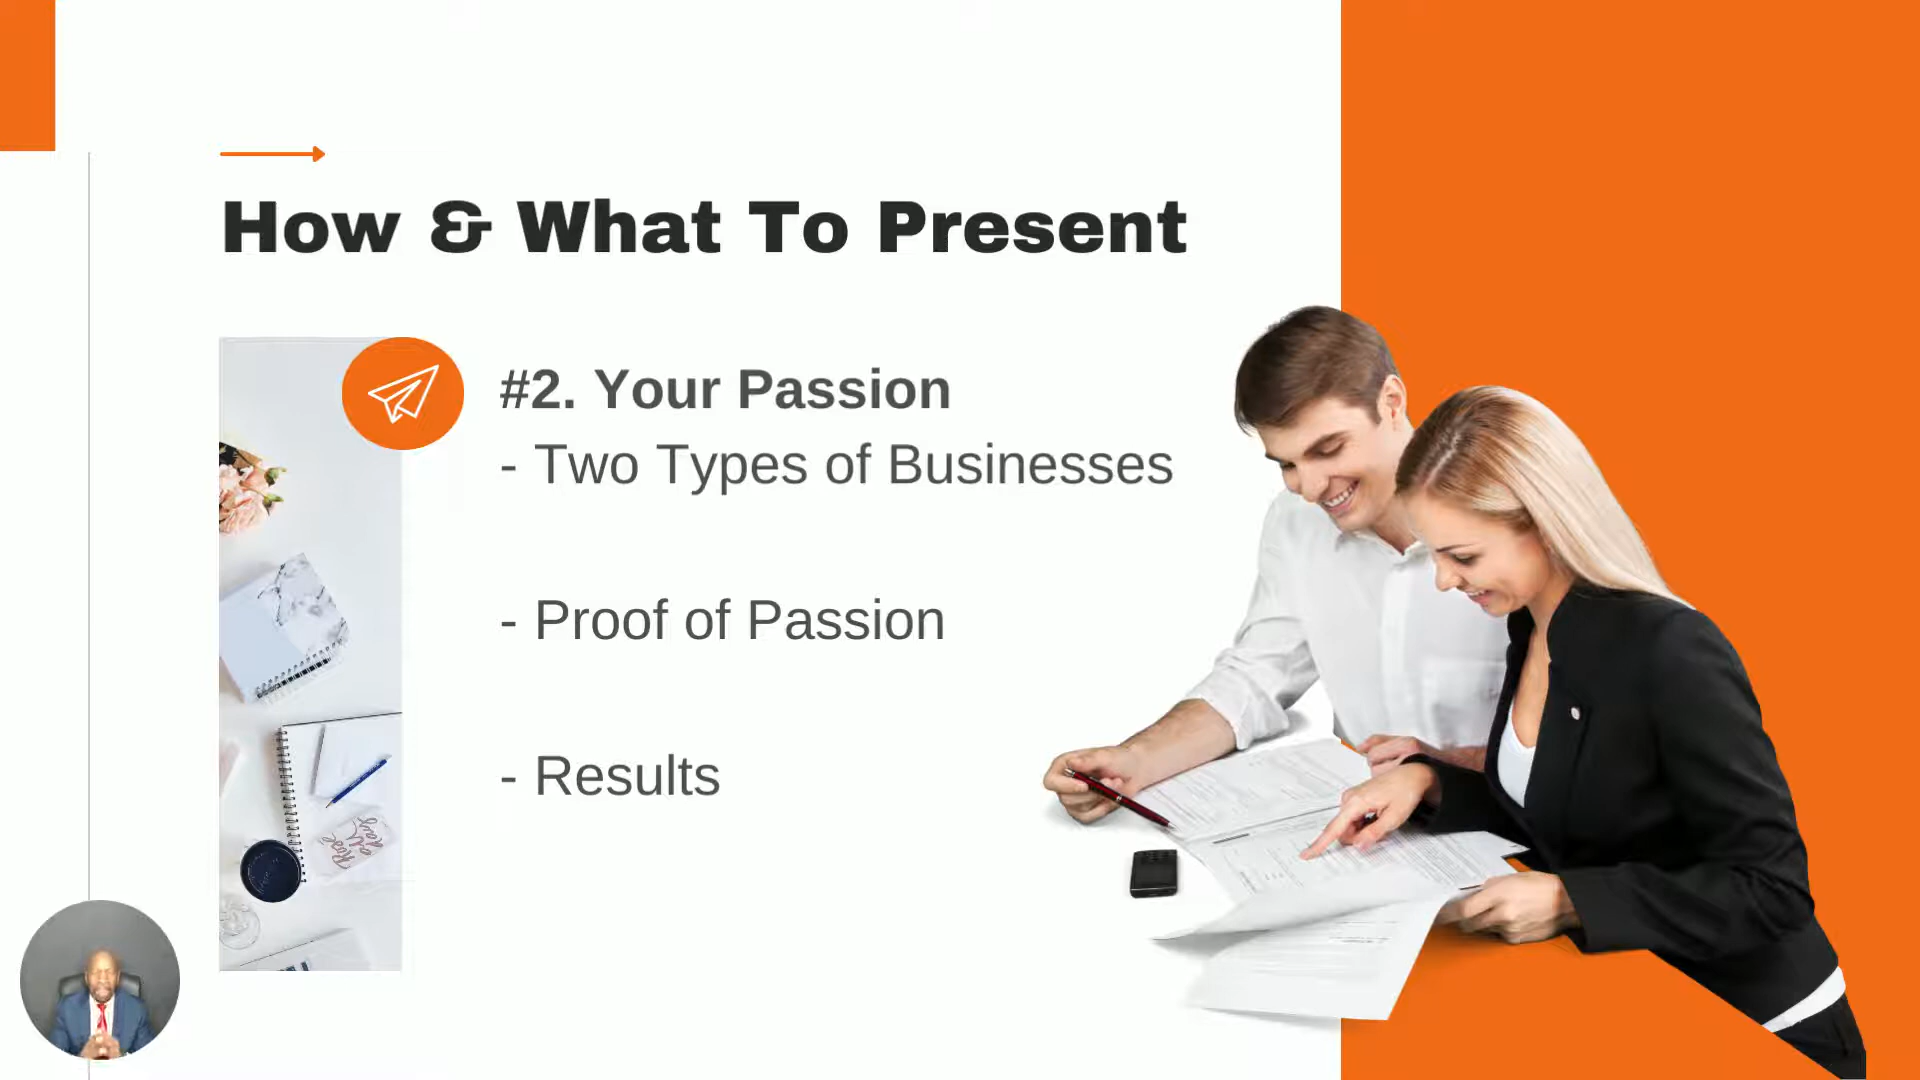 How & What To Present
#2. Your Passion
- Two Types of Businesses
- Proof of Passion
- Results